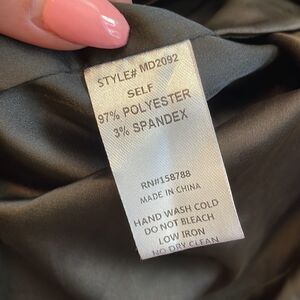 STYLE# MD2092
SELF
97% POLYESTER
3% SPANDEX
RN#158788
MADE IN CHINA
HAND WASH COLD
DO NOT BLEACH
LOW IRON
NO DRY CLEAN